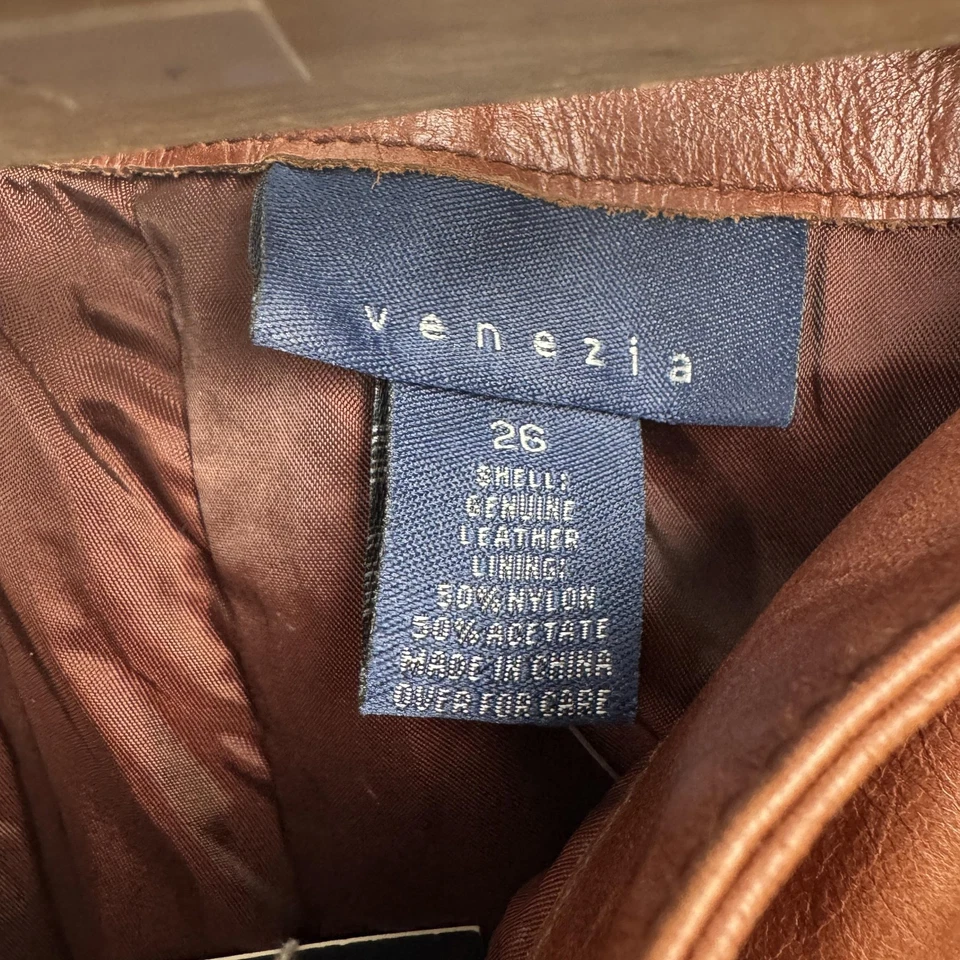 venezia
26
SHELL:
GENUINE
LEATHER
LINING:
50% NYLON
50% ACETATE
MADE IN CHINA
OVER FOR CARE